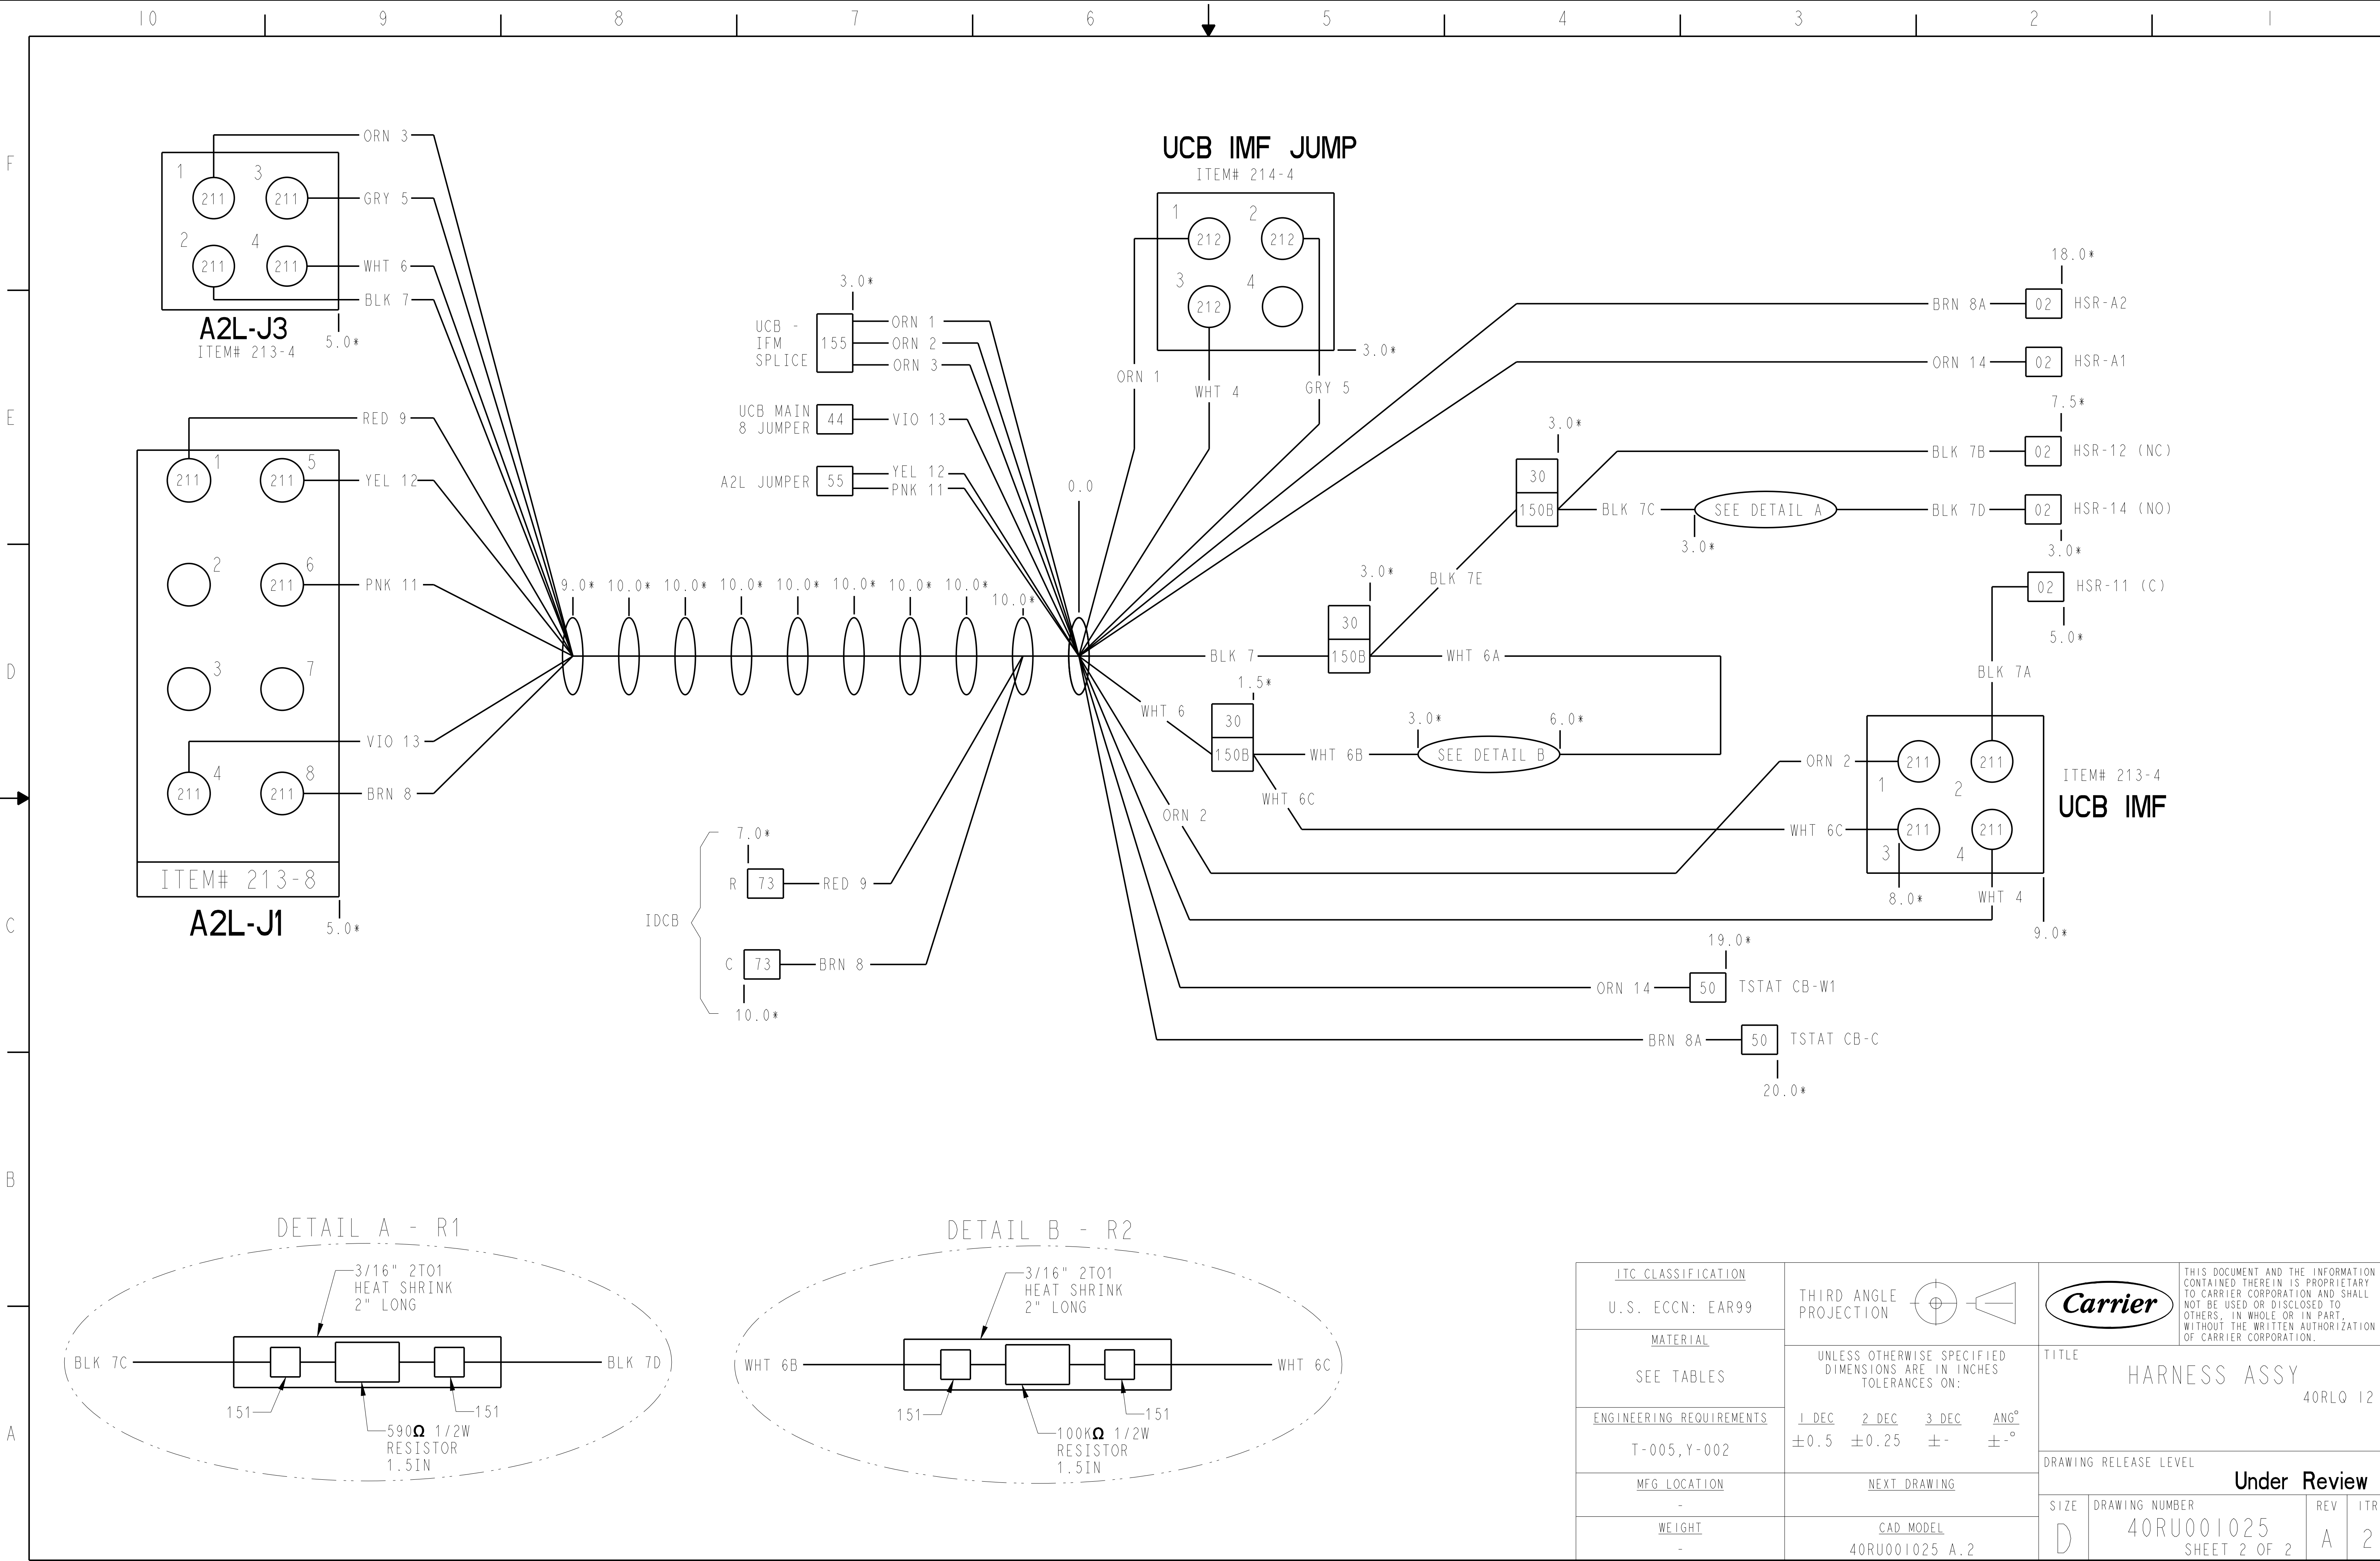 10 9 8 7 6 5 4 3 2 1
F
E
D
C
B
A
ORN 3
GRY 5
WHT 6
BLK 7
1 3
211 211
2 4
211 211
A2L-J3
ITEM# 213-4
5.0*
RED 9
YEL 12
PNK 11
VIO 13
BRN 8
1 5
211 211
2 6
211
3 7
4 8
211 211
ITEM# 213-8
A2L-J1
5.0*
9.0* 10.0* 10.0* 10.0* 10.0* 10.0* 10.0* 10.0* 10.0*
0.0
3.0*
UCB -
IFM
SPLICE
155
ORN 1
ORN 2
ORN 3
UCB MAIN
8 JUMPER
44
VIO 13
A2L JUMPER
55
YEL 12
PNK 11
IDCB
7.0*
R 73 RED 9
C 73 BRN 8
10.0*
UCB IMF JUMP
ITEM# 214-4
1 2
212 212
3 4
212
3.0*
ORN 1
WHT 4
GRY 5
18.0*
BRN 8A 02 HSR-A2
ORN 14 02 HSR-A1
7.5*
BLK 7B 02 HSR-12 (NC)
3.0*
30
150B
BLK 7C
SEE DETAIL A
3.0*
BLK 7D 02 HSR-14 (NO)
3.0*
02 HSR-11 (C)
5.0*
BLK 7A
BLK 7E
3.0*
30
150B
BLK 7
WHT 6A
1.5*
30
150B
WHT 6
WHT 6B
3.0*
SEE DETAIL B
6.0*
WHT 6C
ORN 2
ORN 2
WHT 6C
211 211
1 2
211 211
3 4
ITEM# 213-4
UCB IMF
8.0*
WHT 4
9.0*
19.0*
ORN 14 50 TSTAT CB-W1
BRN 8A 50 TSTAT CB-C
20.0*
DETAIL A - R1
3/16" 2TO1
HEAT SHRINK
2" LONG
BLK 7C
BLK 7D
151
151
590Ω 1/2W
RESISTOR
1.5IN
DETAIL B - R2
3/16" 2TO1
HEAT SHRINK
2" LONG
WHT 6B
WHT 6C
151
151
100KΩ 1/2W
RESISTOR
1.5IN
ITC CLASSIFICATION
U.S. ECCN: EAR99
MATERIAL
SEE TABLES
ENGINEERING REQUIREMENTS
T-005,Y-002
MFG LOCATION
-
WEIGHT
-
THIRD ANGLE
PROJECTION
UNLESS OTHERWISE SPECIFIED
DIMENSIONS ARE IN INCHES
TOLERANCES ON:
1 DEC 2 DEC 3 DEC ANG°
±0.5 ±0.25 ±- ±-°
NEXT DRAWING
CAD MODEL
40RU001025 A.2
Carrier
THIS DOCUMENT AND THE INFORMATION
CONTAINED THEREIN IS PROPRIETARY
TO CARRIER CORPORATION AND SHALL
NOT BE USED OR DISCLOSED TO
OTHERS, IN WHOLE OR IN PART,
WITHOUT THE WRITTEN AUTHORIZATION
OF CARRIER CORPORATION.
TITLE
HARNESS ASSY
40RLQ 12
DRAWING RELEASE LEVEL
Under Review
SIZE DRAWING NUMBER REV ITR
D 40RU001025 A 2
SHEET 2 OF 2